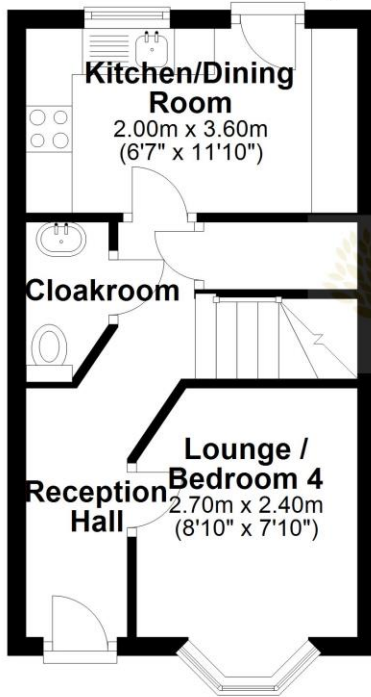 Kitchen/Dining
Room
2.00m x 3.60m
(6'7" x 11'10")
Cloakroom
Lounge /
Bedroom 4
2.70m x 2.40m
(8'10" x 7'10")
Reception
Hall